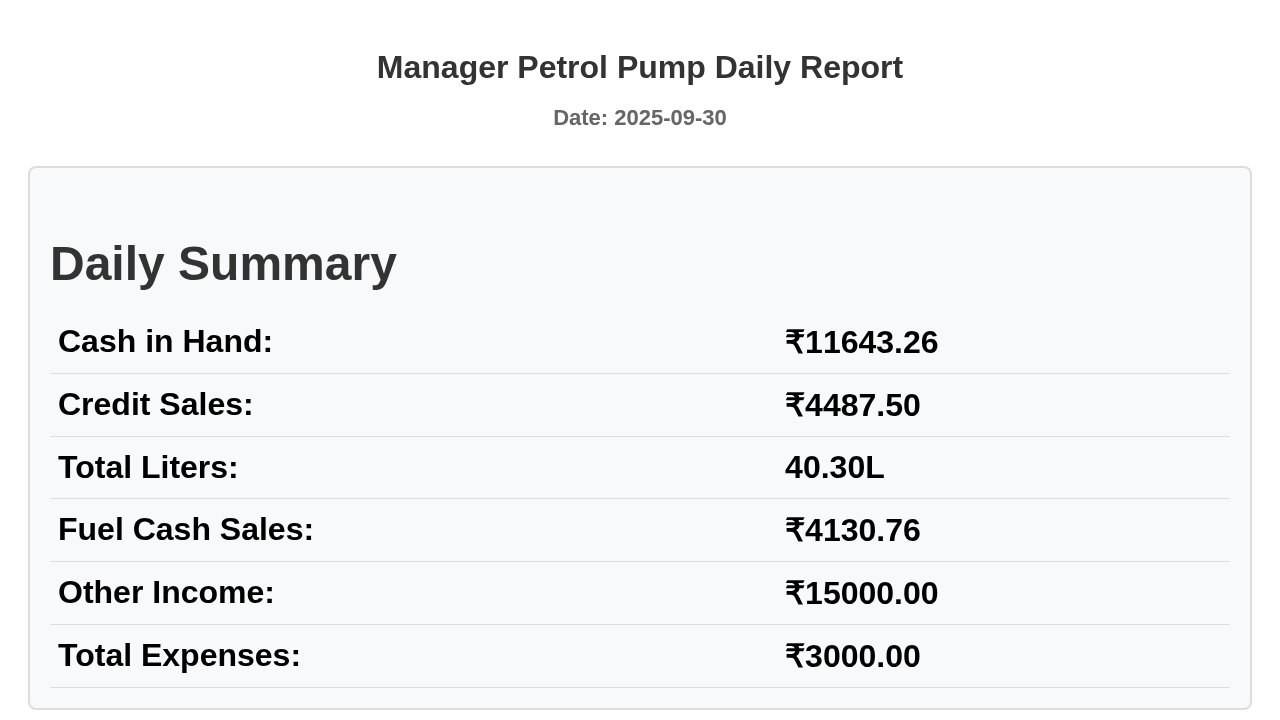 Manager Petrol Pump Daily Report
Date: 2025-09-30
Daily Summary
Cash in Hand: ₹11643.26
Credit Sales: ₹4487.50
Total Liters: 40.30L
Fuel Cash Sales: ₹4130.76
Other Income: ₹15000.00
Total Expenses: ₹3000.00